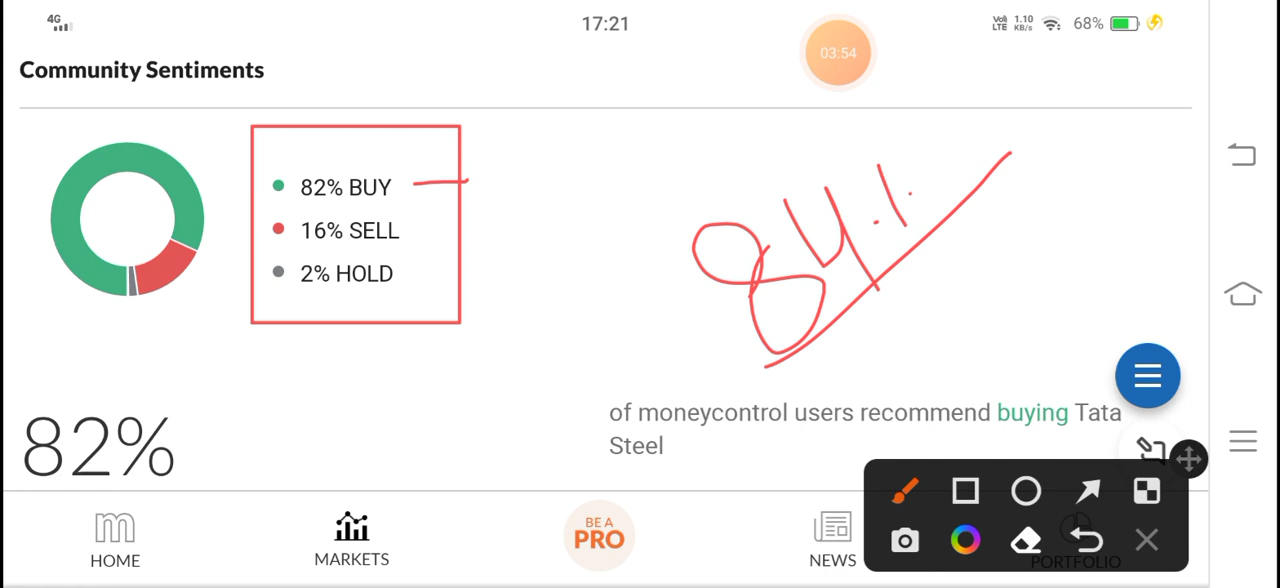 4G
17:21
VoD LTE 1.10 KB/s 68%
03:54
Community Sentiments
82% BUY
16% SELL
2% HOLD
84%
82%
of moneycontrol users recommend buying Tata
Steel
HOME
MARKETS
BE A
PRO
NEWS
PORTFOLIO